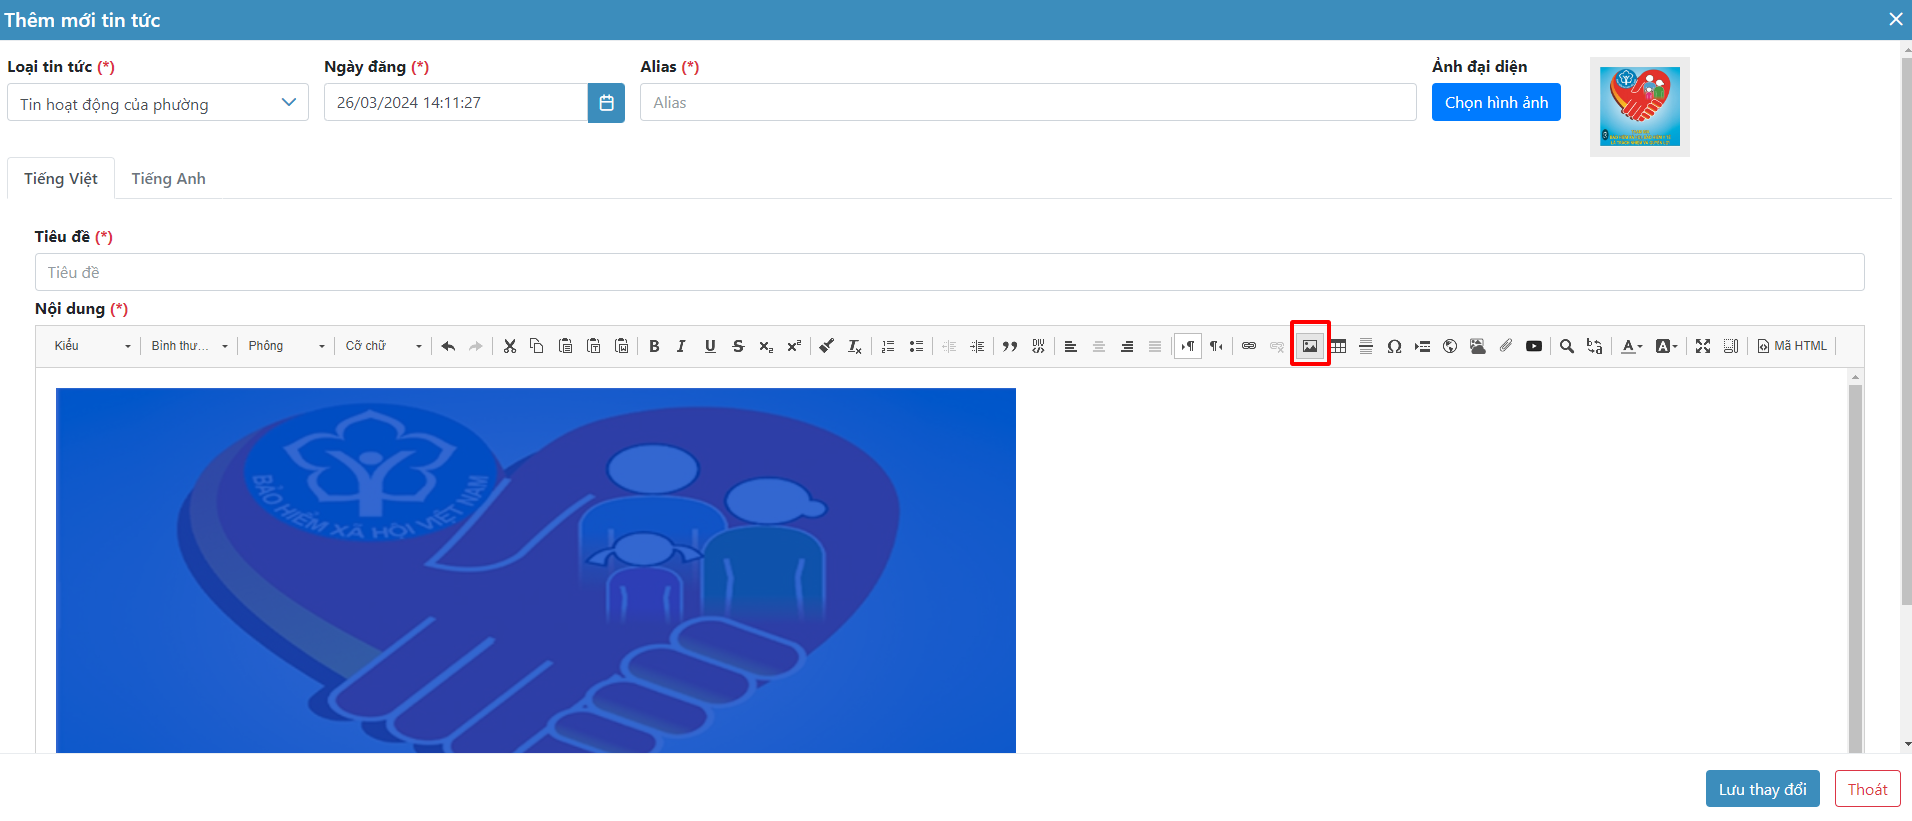 Thêm mới tin tức
Loại tin tức (*)
Ngày đăng (*)
Alias (*)
Ảnh đại diện
Tin hoạt động của phường
26/03/2024 14:11:27
Alias
Chọn hình ảnh
Tiếng Việt
Tiếng Anh
Tiêu đề (*)
Tiêu đề
Nội dung (*)
Kiểu
Bình thư...
Phông
Cỡ chữ
Mã HTML
BẢO HIỂM XÃ HỘI VIỆT NAM
Lưu thay đổi
Thoát